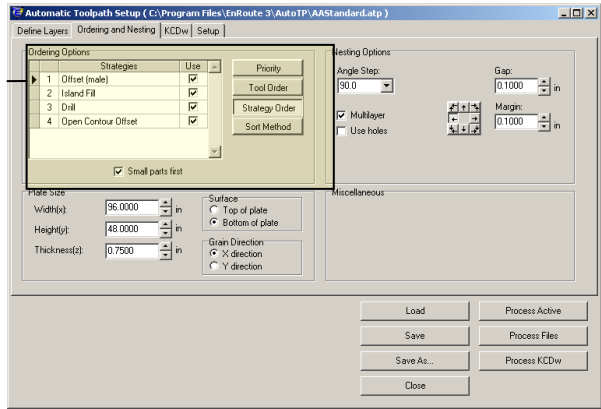 Automatic Toolpath Setup ( C:\Program Files\EnRoute 3\AutoTP\AAStandard.atp )
Define Layers Ordering and Nesting KCDw Setup
Ordering Options
Strategies Use
1 Offset (male)
2 Island Fill
3 Drill
4 Open Contour Offset
Small parts first
Priority
Tool Order
Strategy Order
Sort Method
Nesting Options
Angle Step:
90.0
Gap:
0.1000 in
Multilayer
Use holes
Margin:
0.1000 in
Plate Size
Width(x): 96.0000 in
Height(y): 48.0000 in
Thickness(z): 0.7500 in
Surface
Top of plate
Bottom of plate
Grain Direction
X direction
Y direction
Miscellaneous
Load
Process Active
Save
Process Files
Save As...
Process KCDw
Close